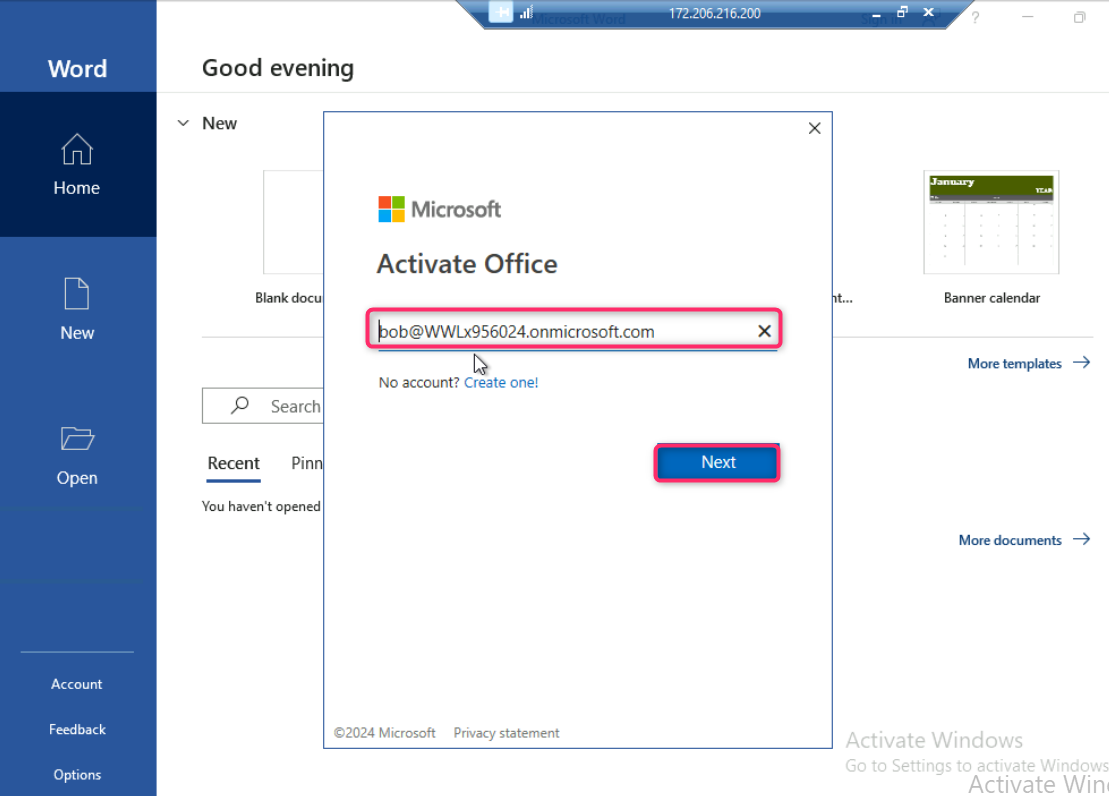 Microsoft Word
172.206.216.200
Sign in
?
Word
Good evening
New
Home
Microsoft
January
YEAR
Activate Office
Blank docu
nt...
Banner calendar
New
bob@WWLx956024.onmicrosoft.com
No account? Create one!
More templates
Search
Recent
Pinn
Next
Open
You haven't opened
More documents
Account
Feedback
Options
©2024 Microsoft Privacy statement
Activate Windows
Go to Settings to activate Windows
Activate Win